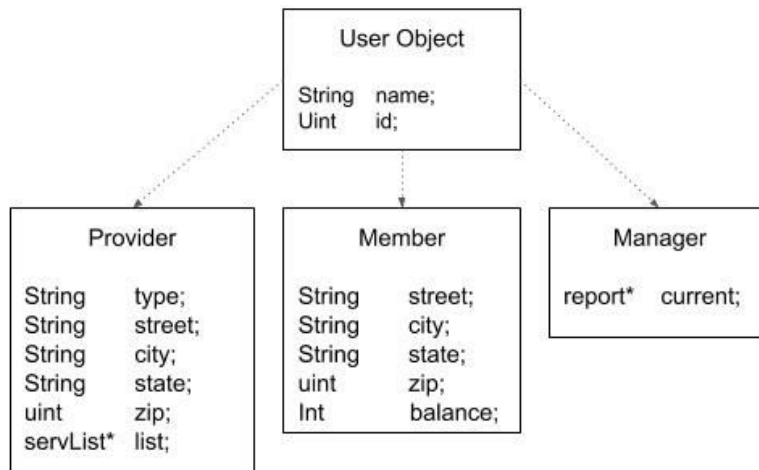 User Object
String name;
Uint id;
Provider
String type;
String street;
String city;
String state;
uint zip;
servList* list;
Member
String street;
String city;
String state;
uint zip;
Int balance;
Manager
report* current;